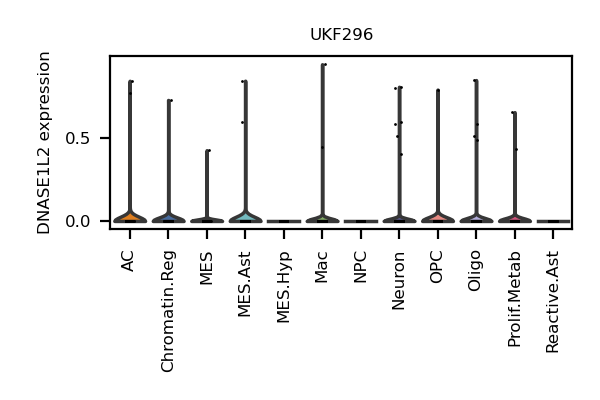 UKF296
DNASE1L2 expression
0.5
0.0
AC
Chromatin.Reg
MES
MES.Ast
MES.Hyp
Mac
NPC
Neuron
OPC
Oligo
Prolif.Metab
Reactive.Ast